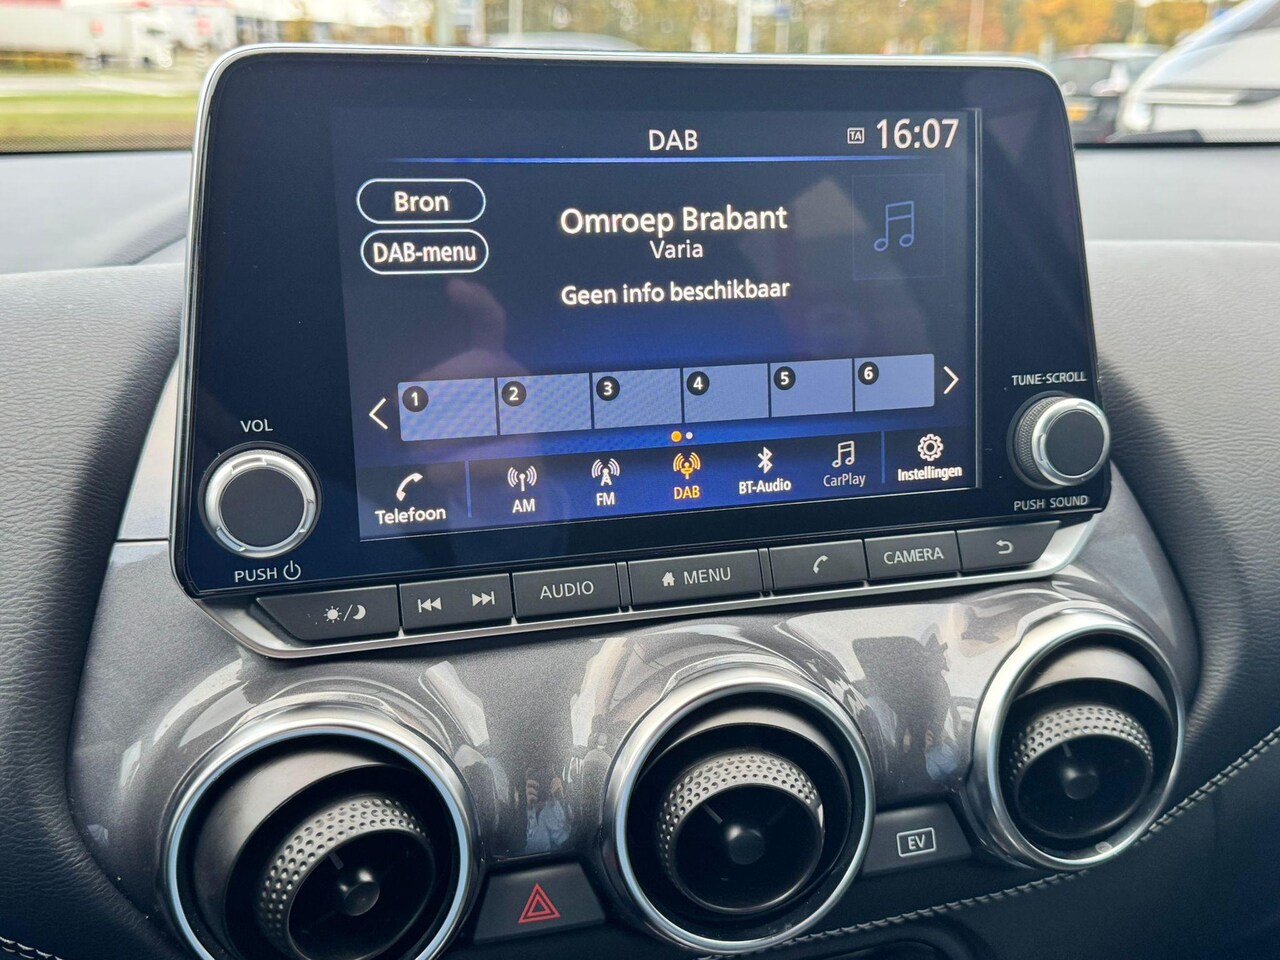 DAB
TA 16:07
Bron
DAB-menu
Omroep Brabant
Varia
Geen info beschikbaar
1 2 3 4 5 6
Telefoon
AM
FM
DAB
BT-Audio
CarPlay
Instellingen
VOL
PUSH
TUNE·SCROLL
PUSH SOUND
AUDIO
MENU
CAMERA
EV